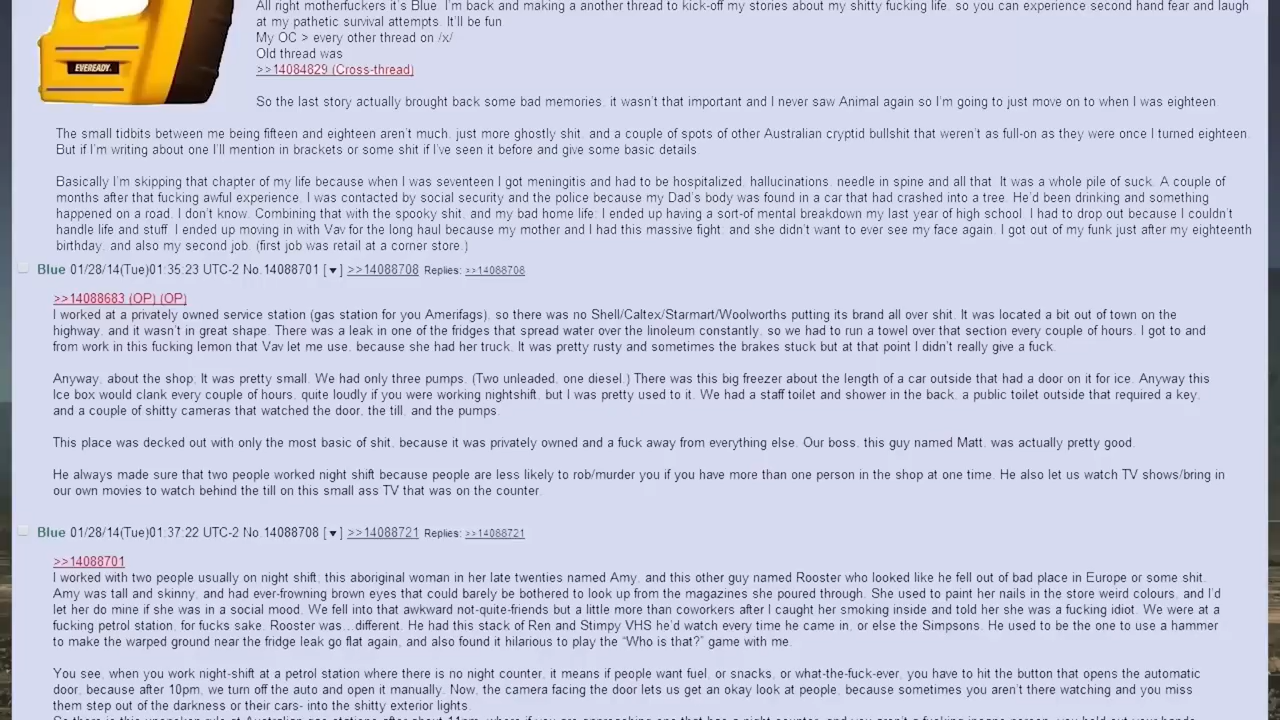 All right motherfuckers it's Blue. I'm back and making a another thread to kick-off my stories about my shitty fucking life, so you can experience second hand fear and laugh
at my pathetic survival attempts. It'll be fun
My OC > every other thread on /x/
Old thread was
>>14084829 (Cross-thread)
EVEREADY
So the last story actually brought back some bad memories, it wasn't that important and I never saw Animal again so I'm going to just move on to when I was eighteen.
The small tidbits between me being fifteen and eighteen aren't much, just more ghostly shit, and a couple of spots of other Australian cryptid bullshit that weren't as full-on as they were once I turned eighteen.
But if I'm writing about one I'll mention in brackets or some shit if I've seen it before and give some basic details.
Basically I'm skipping that chapter of my life because when I was seventeen I got meningitis and had to be hospitalized, hallucinations, needle in spine and all that. It was a whole pile of suck. A couple of
months after that fucking awful experience, I was contacted by social security and the police because my Dad's body was found in a car that had crashed into a tree. He'd been drinking and something
happened on a road. I don't know. Combining that with the spooky shit, and my bad home life, I ended up having a sort-of mental breakdown my last year of high school. I had to drop out because I couldn't
handle life and stuff. I ended up moving in with Vav for the long haul because my mother and I had this massive fight, and she didn't want to ever see my face again. I got out of my funk just after my eighteenth
birthday, and also my second job. (first job was retail at a corner store.)
Blue 01/28/14(Tue)01:35:23 UTC-2 No.14088701 [▼] >>14088708 Replies: >>14088708
>>14088683 (OP) (OP)
I worked at a privately owned service station (gas station for you Amerifags), so there was no Shell/Caltex/Starmart/Woolworths putting its brand all over shit. It was located a bit out of town on the
highway, and it wasn't in great shape. There was a leak in one of the fridges that spread water over the linoleum constantly, so we had to run a towel over that section every couple of hours. I got to and
from work in this fucking lemon that Vav let me use, because she had her truck. It was pretty rusty and sometimes the brakes stuck but at that point I didn't really give a fuck.
Anyway, about the shop. It was pretty small. We had only three pumps. (Two unleaded, one diesel.) There was this big freezer about the length of a car outside that had a door on it for ice. Anyway this
Ice box would clank every couple of hours, quite loudly if you were working nightshift, but I was pretty used to it. We had a staff toilet and shower in the back, a public toilet outside that required a key,
and a couple of shitty cameras that watched the door, the till, and the pumps.
This place was decked out with only the most basic of shit, because it was privately owned and a fuck away from everything else. Our boss, this guy named Matt, was actually pretty good.
He always made sure that two people worked night shift because people are less likely to rob/murder you if you have more than one person in the shop at one time. He also let us watch TV shows/bring in
our own movies to watch behind the till on this small ass TV that was on the counter.
Blue 01/28/14(Tue)01:37:22 UTC-2 No.14088708 [▼] >>14088721 Replies: >>14088721
>>14088701
I worked with two people usually on night shift, this aboriginal woman in her late twenties named Amy, and this other guy named Rooster who looked like he fell out of bad place in Europe or some shit.
Amy was tall and skinny, and had ever-frowning brown eyes that could barely be bothered to look up from the magazines she poured through. She used to paint her nails in the store weird colours, and I'd
let her do mine if she was in a social mood. We fell into that awkward not-quite-friends but a little more than coworkers after I caught her smoking inside and told her she was a fucking idiot. We were at a
fucking petrol station, for fucks sake. Rooster was...different. He had this stack of Ren and Stimpy VHS he'd watch every time he came in, or else the Simpsons. He used to be the one to use a hammer
to make the warped ground near the fridge leak go flat again, and also found it hilarious to play the "Who is that?" game with me.
You see, when you work night-shift at a petrol station where there is no night counter, it means if people want fuel, or snacks, or what-the-fuck-ever, you have to hit the button that opens the automatic
door, because after 10pm, we turn off the auto and open it manually. Now, the camera facing the door lets us get an okay look at people, because sometimes you aren't there watching and you miss
them step out of the darkness or their cars- into the shitty exterior lights.
So there is this unspoken rule at Australian gas stations after about 11pm, where if you are approaching one that has a night counter, and you aren't a fucking insane person, you hold out your hands